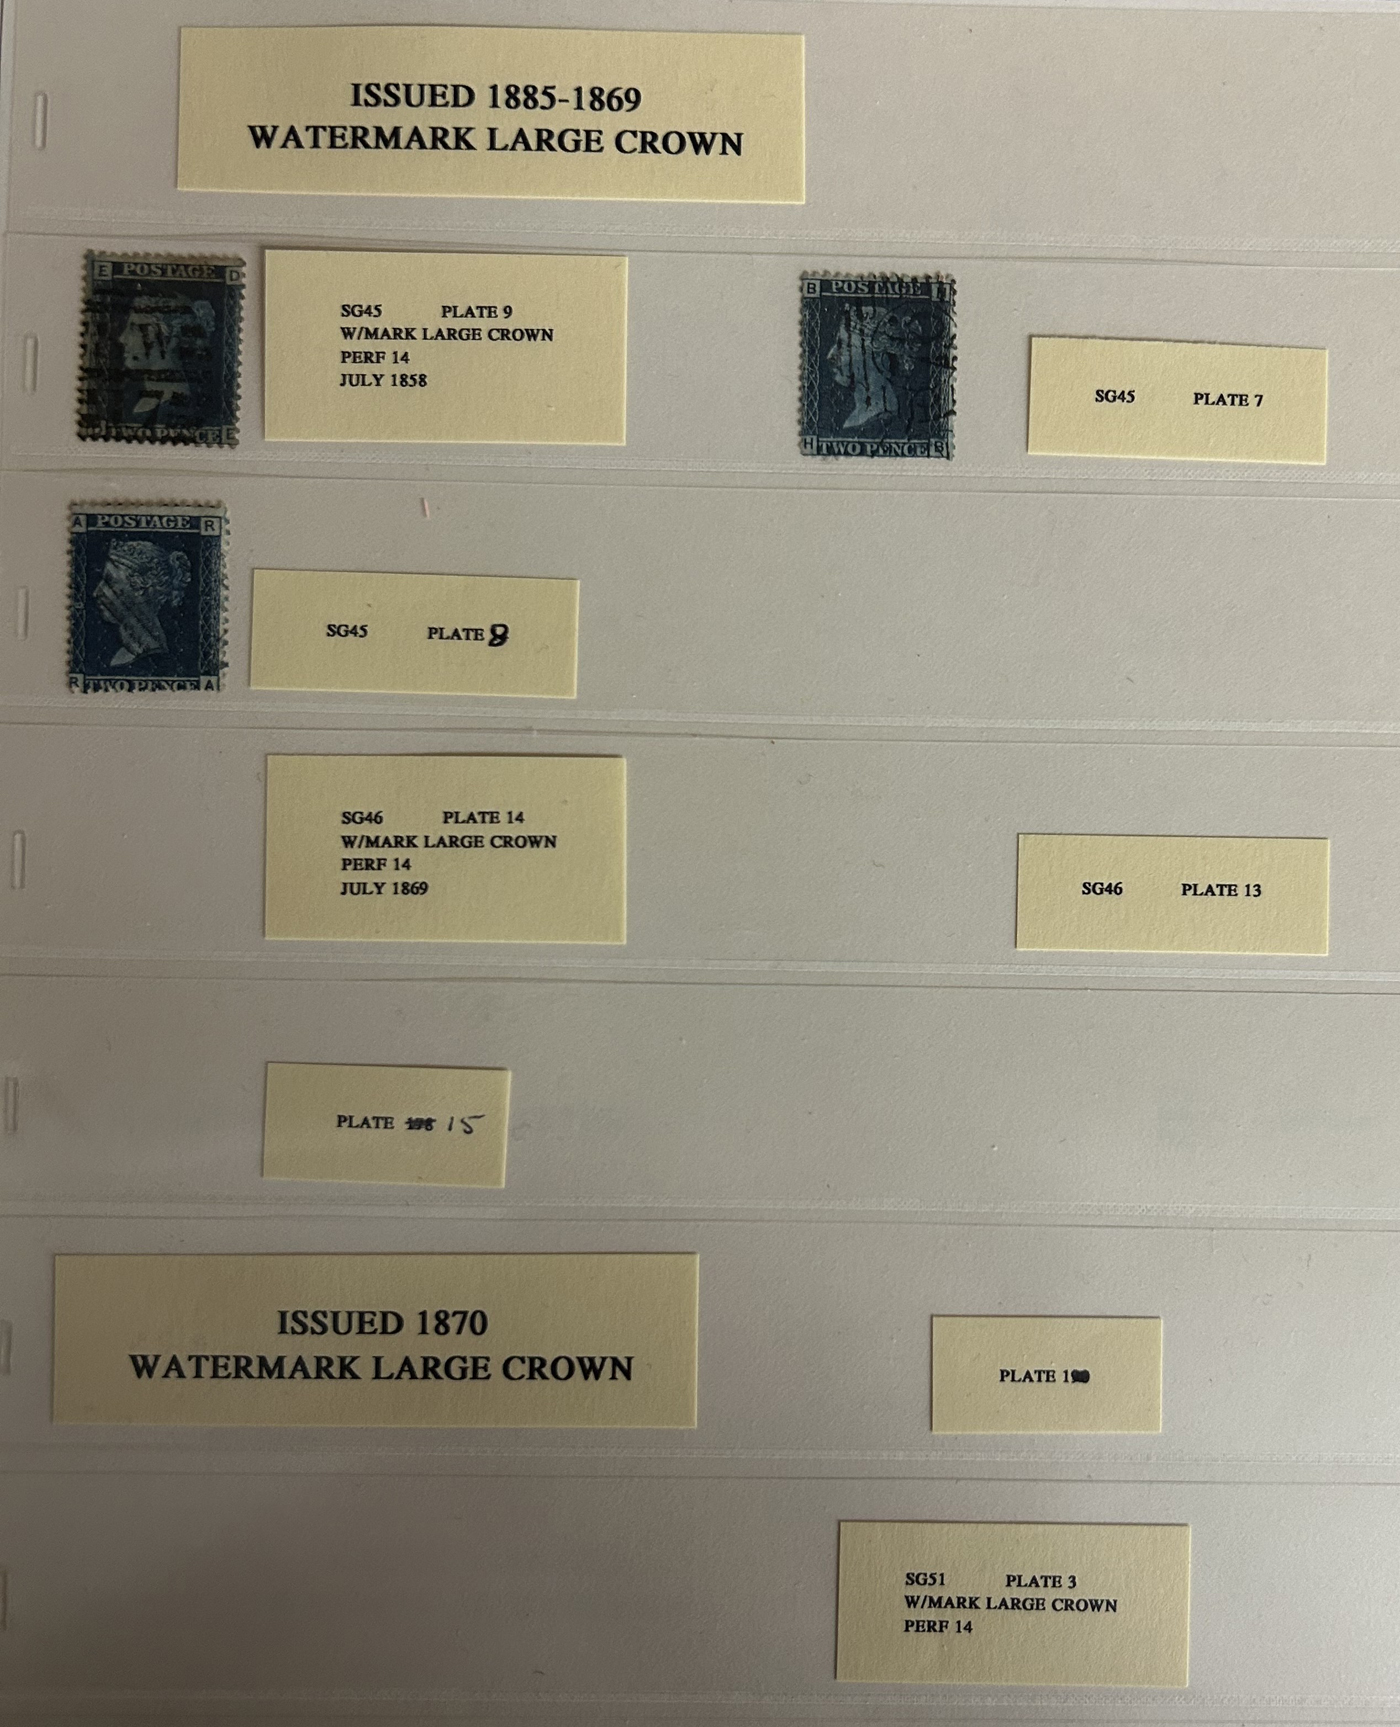 ISSUED 1885-1869
WATERMARK LARGE CROWN
E POSTAGE D
TWO PENCE E
SG45 PLATE 9
W/MARK LARGE CROWN
PERF 14
JULY 1858
B POSTAGE H
H TWO PENCE B
SG45 PLATE 7
A POSTAGE R
R TWO PENCE A
SG45 PLATE 8
SG46 PLATE 14
W/MARK LARGE CROWN
PERF 14
JULY 1869
SG46 PLATE 13
PLATE 15
ISSUED 1870
WATERMARK LARGE CROWN
PLATE 1
SG51 PLATE 3
W/MARK LARGE CROWN
PERF 14